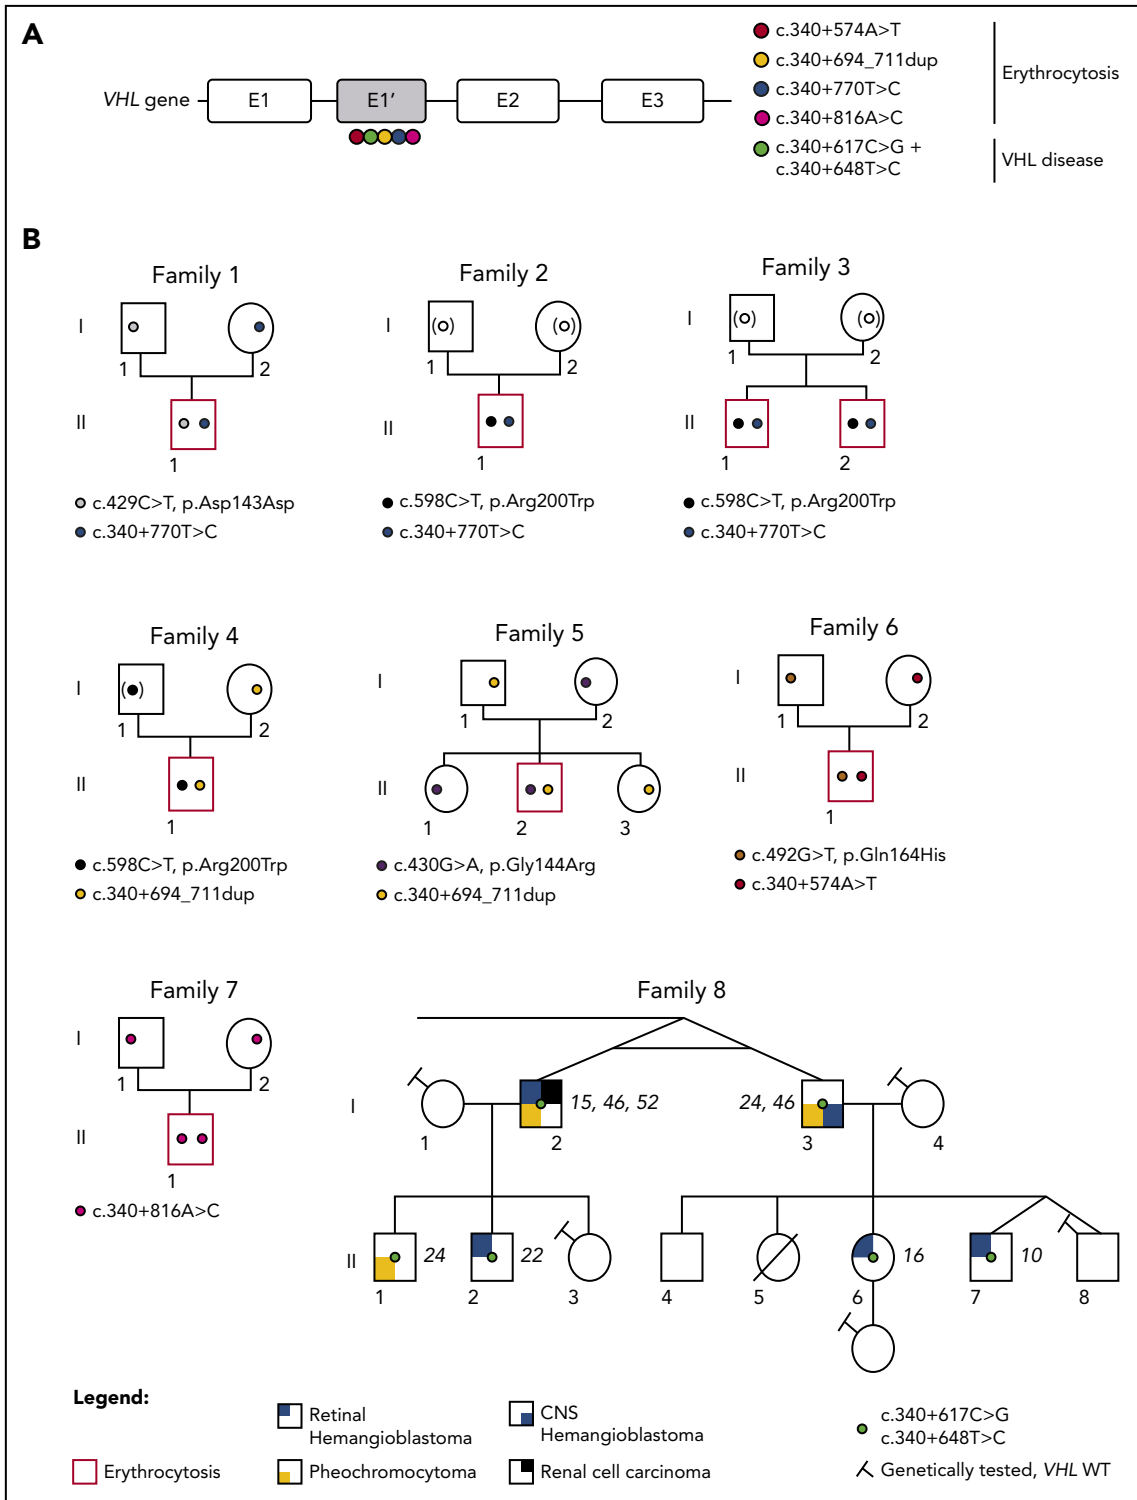 A
VHL gene
E1
E1′
E2
E3
c.340+574A>T
c.340+694_711dup
c.340+770T>C
c.340+816A>C
Erythrocytosis
c.340+617C>G +
c.340+648T>C
VHL disease
B
Family 1
I
1
2
II
1
c.429C>T, p.Asp143Asp
c.340+770T>C
Family 2
I
( )
( )
1
2
II
1
c.598C>T, p.Arg200Trp
c.340+770T>C
Family 3
I
( )
( )
1
2
II
1
2
c.598C>T, p.Arg200Trp
c.340+770T>C
Family 4
I
( )
1
2
II
1
c.598C>T, p.Arg200Trp
c.340+694_711dup
Family 5
I
1
2
II
1
2
3
c.430G>A, p.Gly144Arg
c.340+694_711dup
Family 6
I
1
2
II
1
c.492G>T, p.Gln164His
c.340+574A>T
Family 7
I
1
2
II
1
c.340+816A>C
Family 8
I
15, 46, 52
24, 46
1
2
3
4
II
24
22
16
10
1
2
3
4
5
6
7
8
Legend:
Erythrocytosis
Retinal
Hemangioblastoma
Pheochromocytoma
CNS
Hemangioblastoma
Renal cell carcinoma
c.340+617C>G
c.340+648T>C
Genetically tested, VHL WT